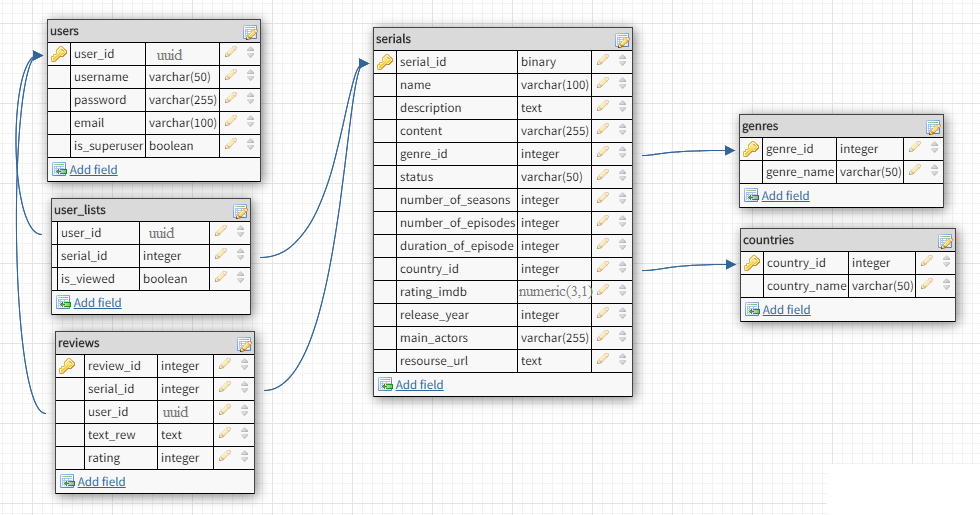 users
user_id uuid
username varchar(50)
password varchar(255)
email varchar(100)
is_superuser boolean
Add field
user_lists
user_id uuid
serial_id integer
is_viewed boolean
Add field
reviews
review_id integer
serial_id integer
user_id uuid
text_rew text
rating integer
Add field
serials
serial_id binary
name varchar(100)
description text
content varchar(255)
genre_id integer
status varchar(50)
number_of_seasons integer
number_of_episodes integer
duration_of_episode integer
country_id integer
rating_imdb numeric(3,1)
release_year integer
main_actors varchar(255)
resourse_url text
Add field
genres
genre_id integer
genre_name varchar(50)
Add field
countries
country_id integer
country_name varchar(50)
Add field